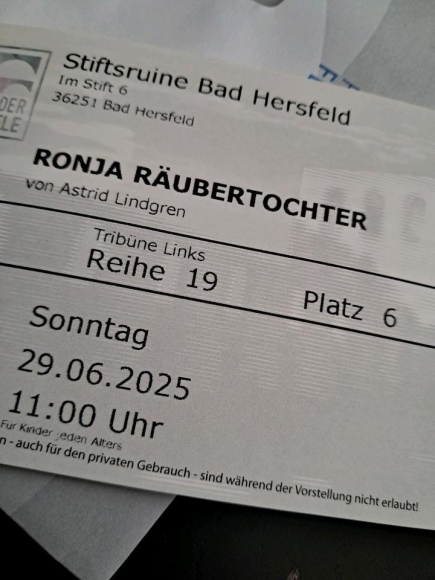 Stiftsruine Bad Hersfeld
Im Stift 6
36251 Bad Hersfeld
DER
RONJA RÄUBERTOCHTER
von Astrid Lindgren
Tribüne Links
Reihe 19 Platz 6
Sonntag
29.06.2025
11:00 Uhr
Für Kinder jeden Alters
- auch für den privaten Gebrauch - sind während der Vorstellung nicht erlaubt!